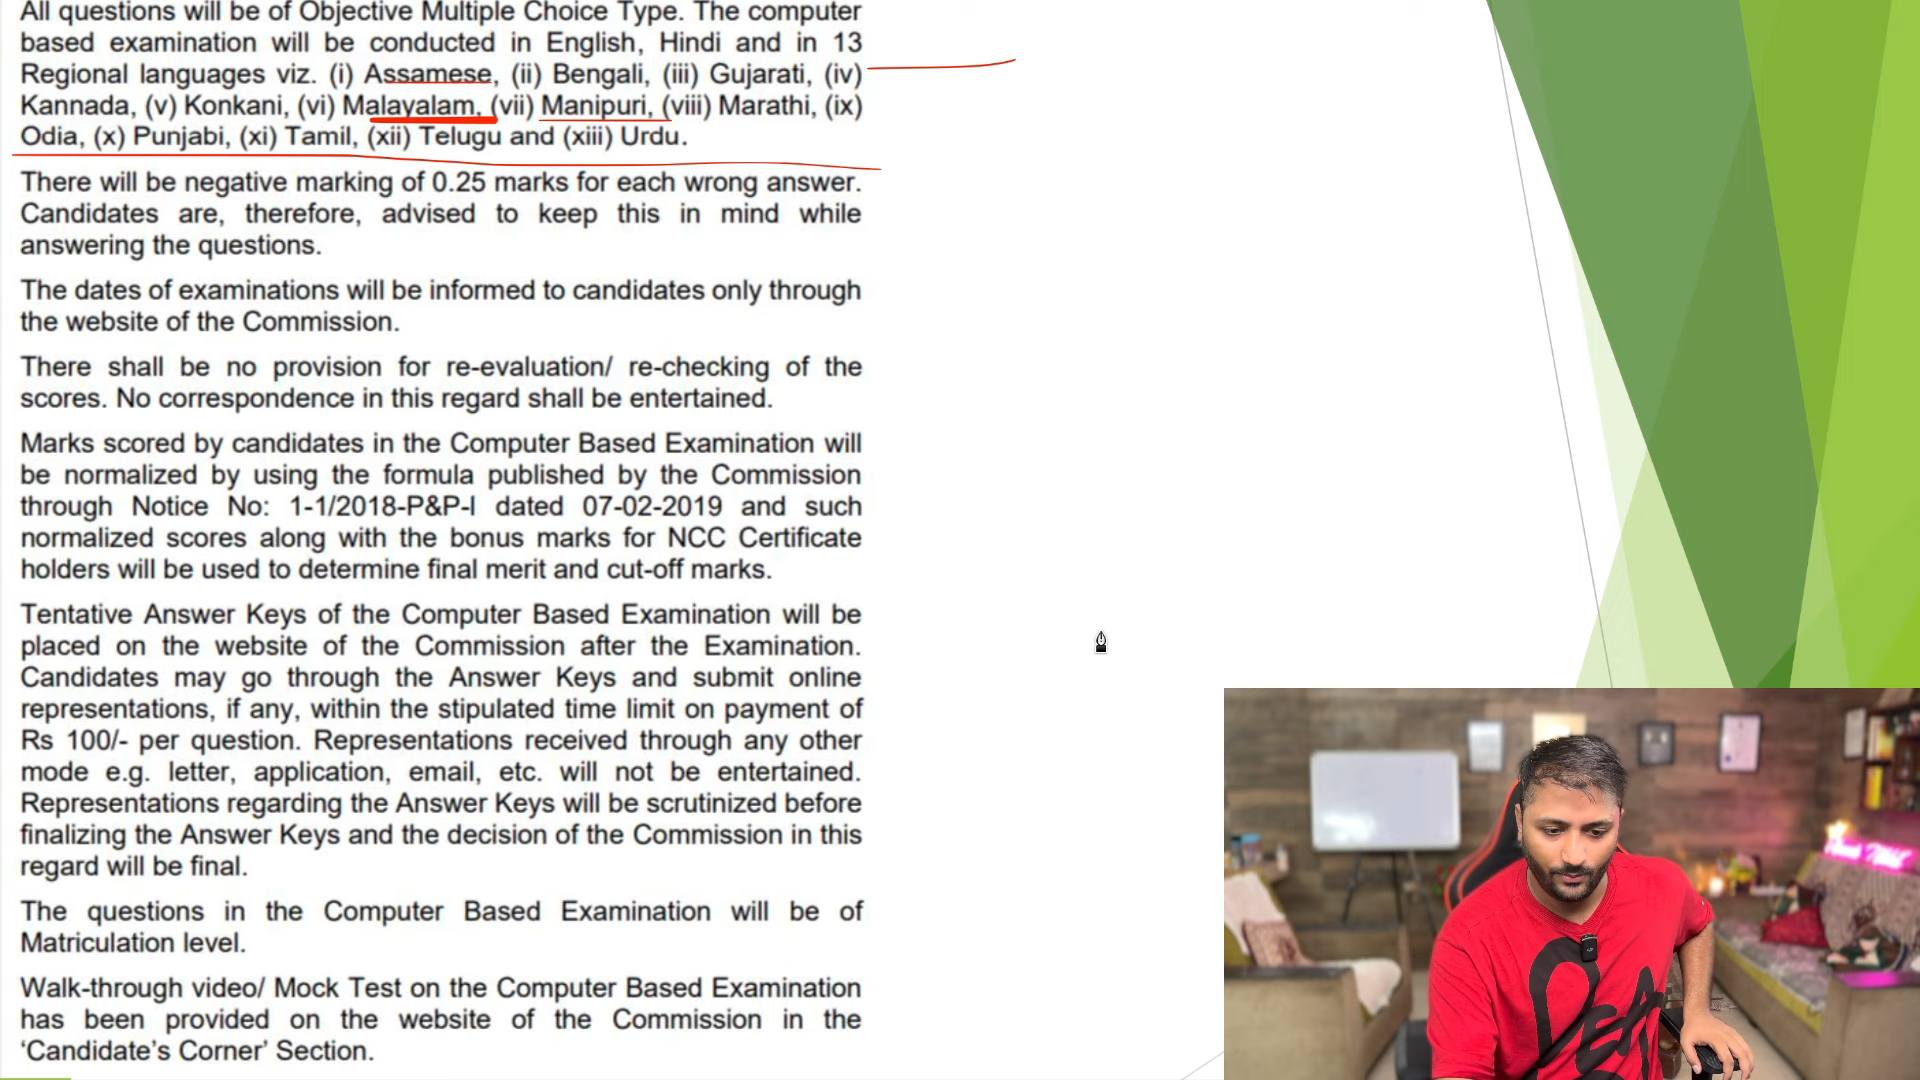 All questions will be of Objective Multiple Choice Type. The computer
based examination will be conducted in English, Hindi and in 13
Regional languages viz. (i) Assamese, (ii) Bengali, (iii) Gujarati, (iv)
Kannada, (v) Konkani, (vi) Malayalam, (vii) Manipuri, (viii) Marathi, (ix)
Odia, (x) Punjabi, (xi) Tamil, (xii) Telugu and (xiii) Urdu.
There will be negative marking of 0.25 marks for each wrong answer.
Candidates are, therefore, advised to keep this in mind while
answering the questions.
The dates of examinations will be informed to candidates only through
the website of the Commission.
There shall be no provision for re-evaluation/ re-checking of the
scores. No correspondence in this regard shall be entertained.
Marks scored by candidates in the Computer Based Examination will
be normalized by using the formula published by the Commission
through Notice No: 1-1/2018-P&P-I dated 07-02-2019 and such
normalized scores along with the bonus marks for NCC Certificate
holders will be used to determine final merit and cut-off marks.
Tentative Answer Keys of the Computer Based Examination will be
placed on the website of the Commission after the Examination.
Candidates may go through the Answer Keys and submit online
representations, if any, within the stipulated time limit on payment of
Rs 100/- per question. Representations received through any other
mode e.g. letter, application, email, etc. will not be entertained.
Representations regarding the Answer Keys will be scrutinized before
finalizing the Answer Keys and the decision of the Commission in this
regard will be final.
The questions in the Computer Based Examination will be of
Matriculation level.
Walk-through video/ Mock Test on the Computer Based Examination
has been provided on the website of the Commission in the
‘Candidate’s Corner’ Section.